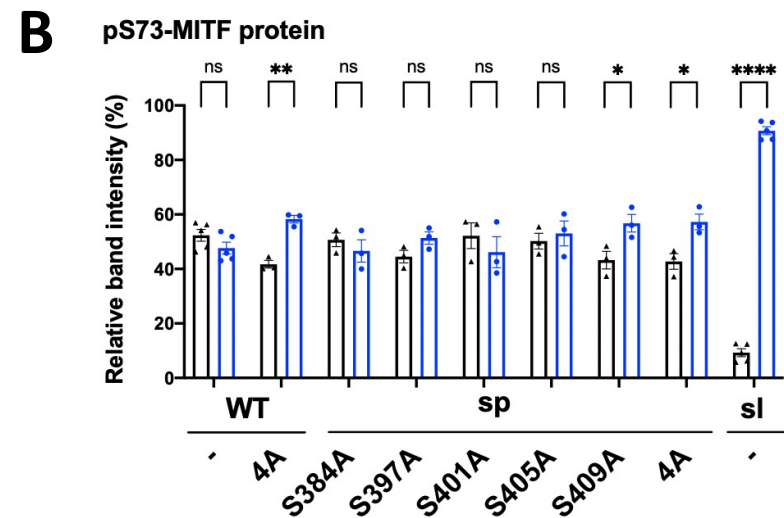 B
pS73-MITF protein
ns ** ns ns ns ns * * ****
Relative band intensity (%)
100
80
60
40
20
0
WT sp sl
- 4A S384A S397A S401A S405A S409A 4A -